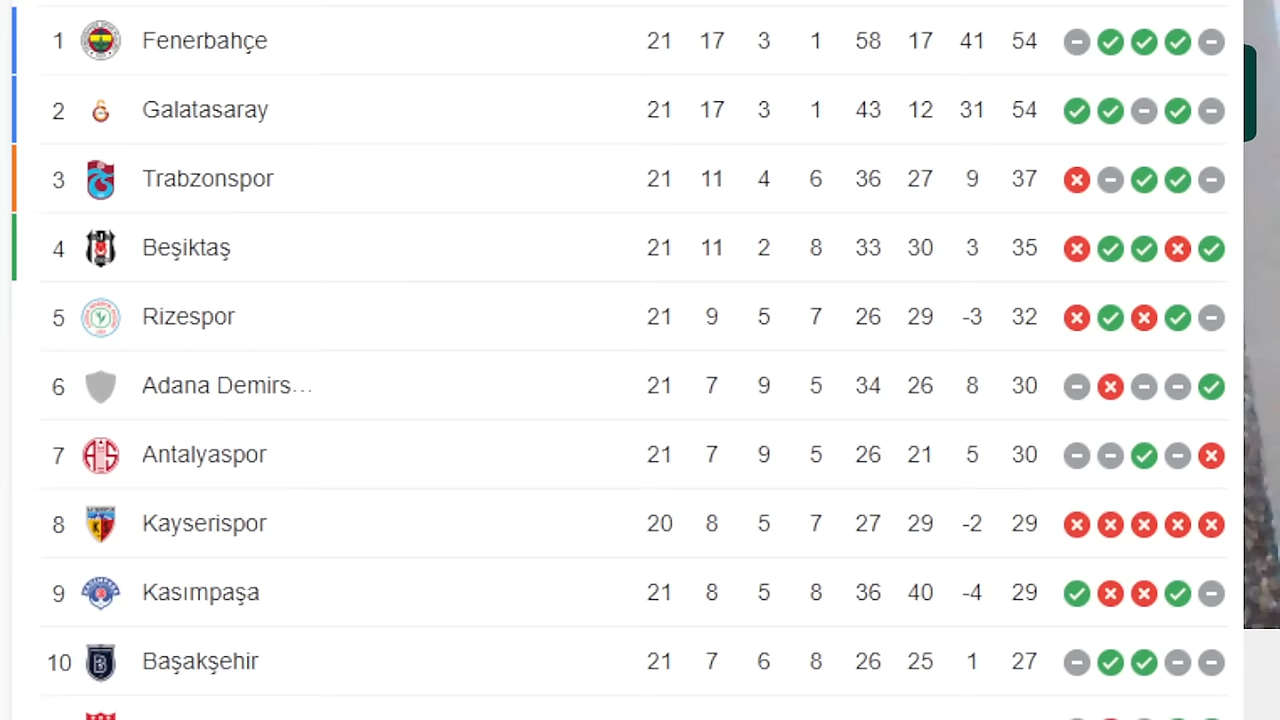 1 Fenerbahçe 21 17 3 1 58 17 41 54
2 Galatasaray 21 17 3 1 43 12 31 54
3 Trabzonspor 21 11 4 6 36 27 9 37
4 Beşiktaş 21 11 2 8 33 30 3 35
5 Rizespor 21 9 5 7 26 29 -3 32
6 Adana Demirs... 21 7 9 5 34 26 8 30
7 Antalyaspor 21 7 9 5 26 21 5 30
8 Kayserispor 20 8 5 7 27 29 -2 29
9 Kasımpaşa 21 8 5 8 36 40 -4 29
10 Başakşehir 21 7 6 8 26 25 1 27